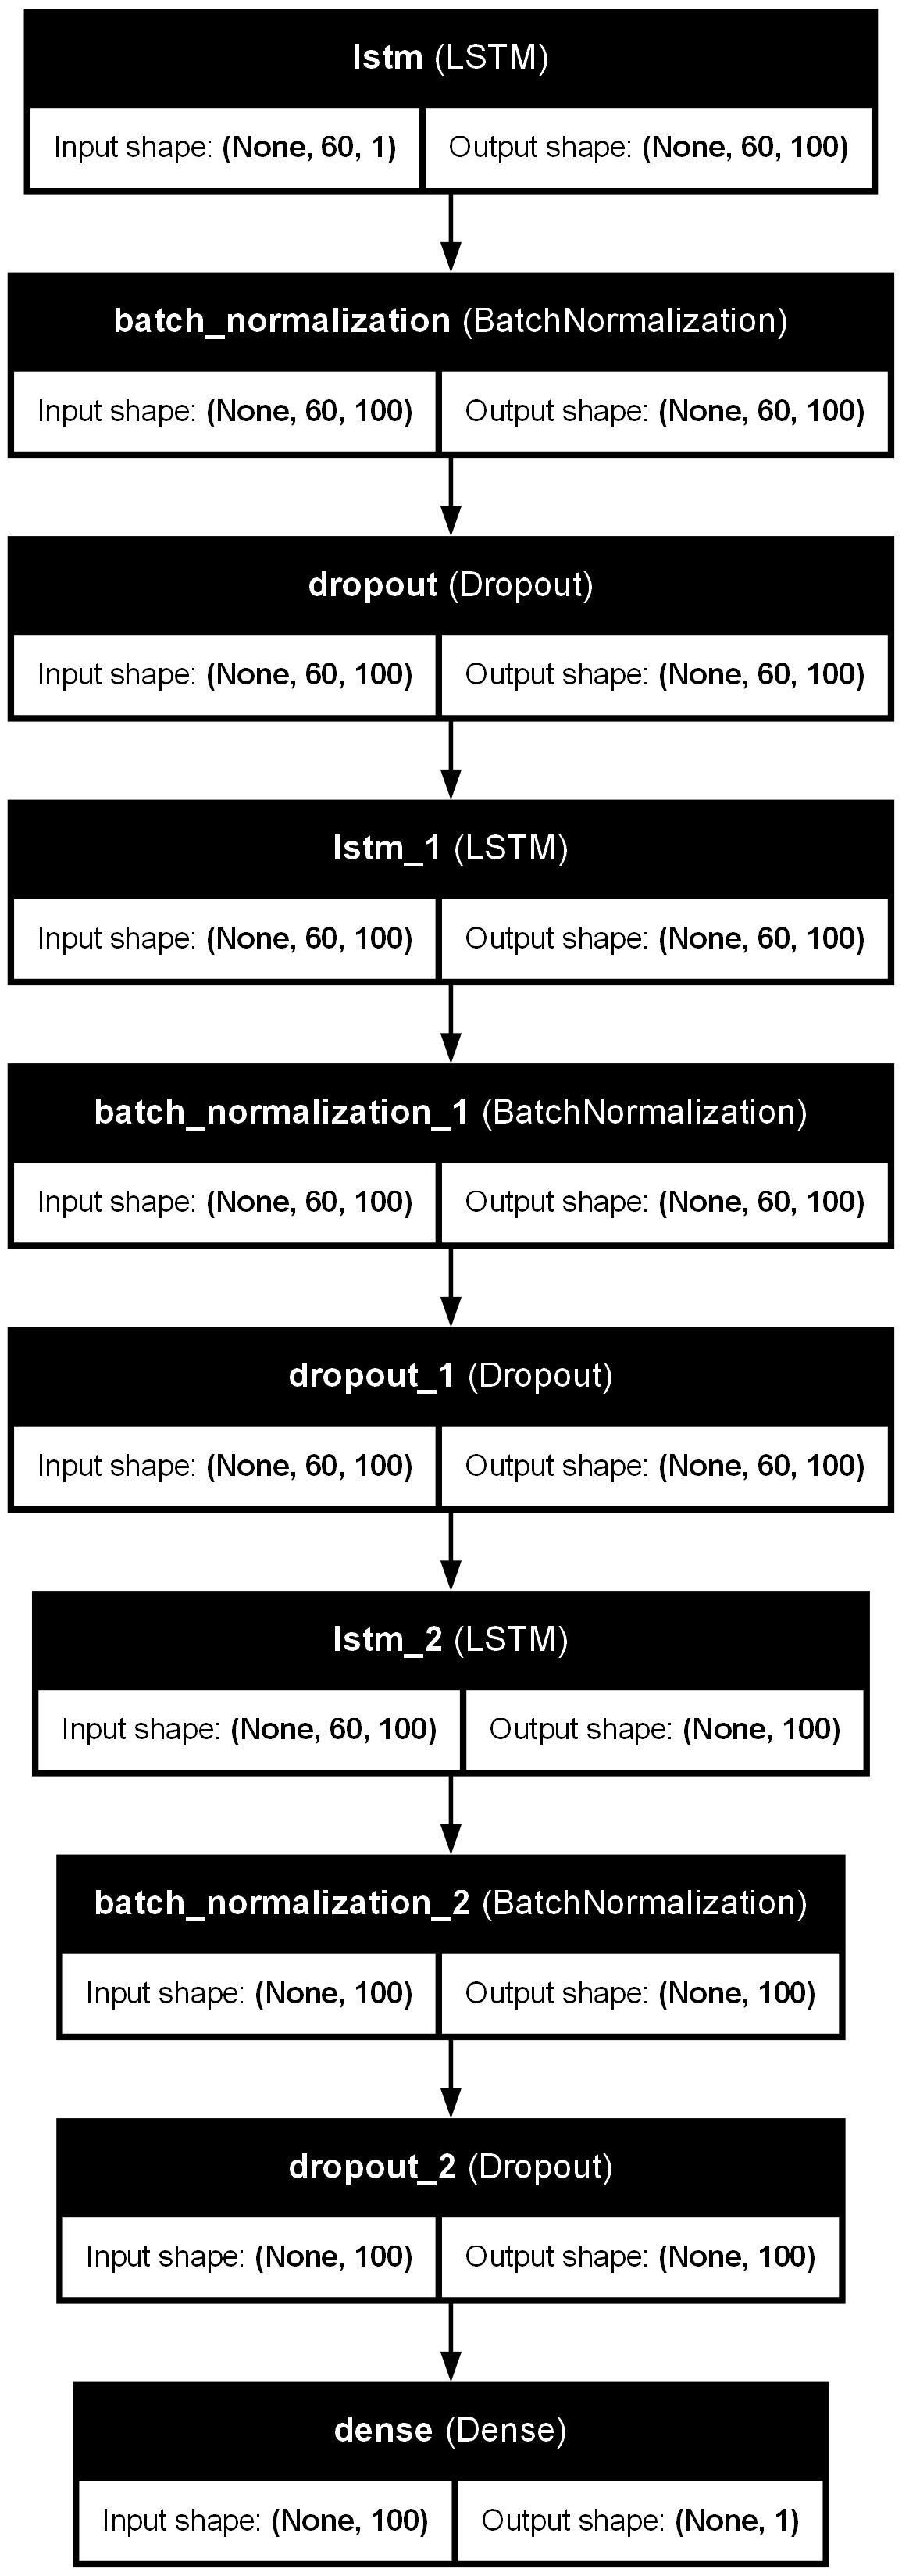 lstm (LSTM)
Input shape: (None, 60, 1) Output shape: (None, 60, 100)
batch_normalization (BatchNormalization)
Input shape: (None, 60, 100) Output shape: (None, 60, 100)
dropout (Dropout)
Input shape: (None, 60, 100) Output shape: (None, 60, 100)
lstm_1 (LSTM)
Input shape: (None, 60, 100) Output shape: (None, 60, 100)
batch_normalization_1 (BatchNormalization)
Input shape: (None, 60, 100) Output shape: (None, 60, 100)
dropout_1 (Dropout)
Input shape: (None, 60, 100) Output shape: (None, 60, 100)
lstm_2 (LSTM)
Input shape: (None, 60, 100) Output shape: (None, 100)
batch_normalization_2 (BatchNormalization)
Input shape: (None, 100) Output shape: (None, 100)
dropout_2 (Dropout)
Input shape: (None, 100) Output shape: (None, 100)
dense (Dense)
Input shape: (None, 100) Output shape: (None, 1)